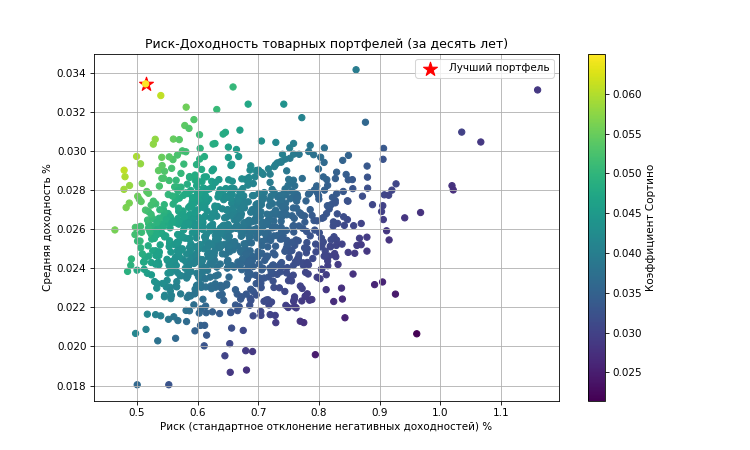 Риск-Доходность товарных портфелей (за десять лет)
Лучший портфель
Средняя доходность %
0.034
0.032
0.030
0.028
0.026
0.024
0.022
0.020
0.018
0.5 0.6 0.7 0.8 0.9 1.0 1.1
Риск (стандартное отклонение негативных доходностей) %
0.060
0.055
0.050
0.045
0.040
0.035
0.030
0.025
Коэффициент Сортино